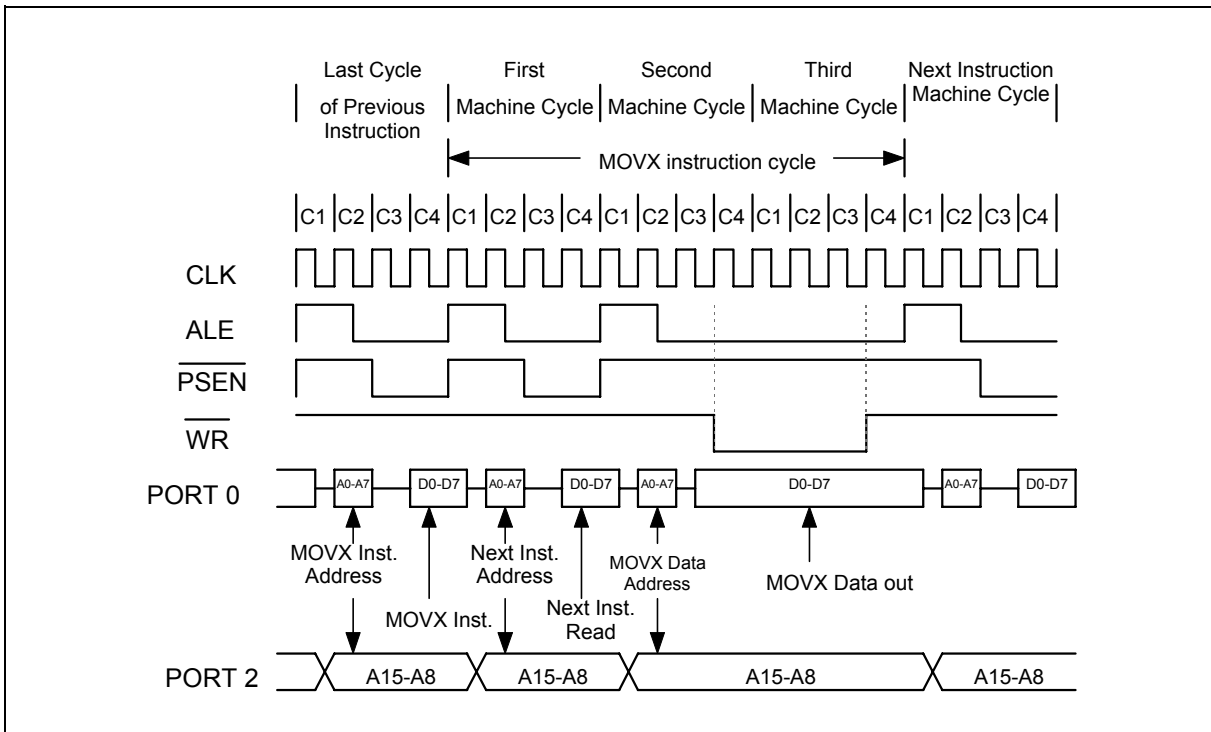 Last Cycle
of Previous
Instruction
First
Machine Cycle
Second
Machine Cycle
Third
Machine Cycle
Next Instruction
Machine Cycle
MOVX instruction cycle
C1 C2 C3 C4 C1 C2 C3 C4 C1 C2 C3 C4 C1 C2 C3 C4 C1 C2 C3 C4
CLK
ALE
PSEN
WR
PORT 0
A0-A7 D0-D7 A0-A7 D0-D7 A0-A7 D0-D7 A0-A7 D0-D7
MOVX Inst.
Address
MOVX Inst.
Next Inst.
Address
Next Inst.
Read
MOVX Data
Address
MOVX Data out
PORT 2
A15-A8 A15-A8 A15-A8 A15-A8